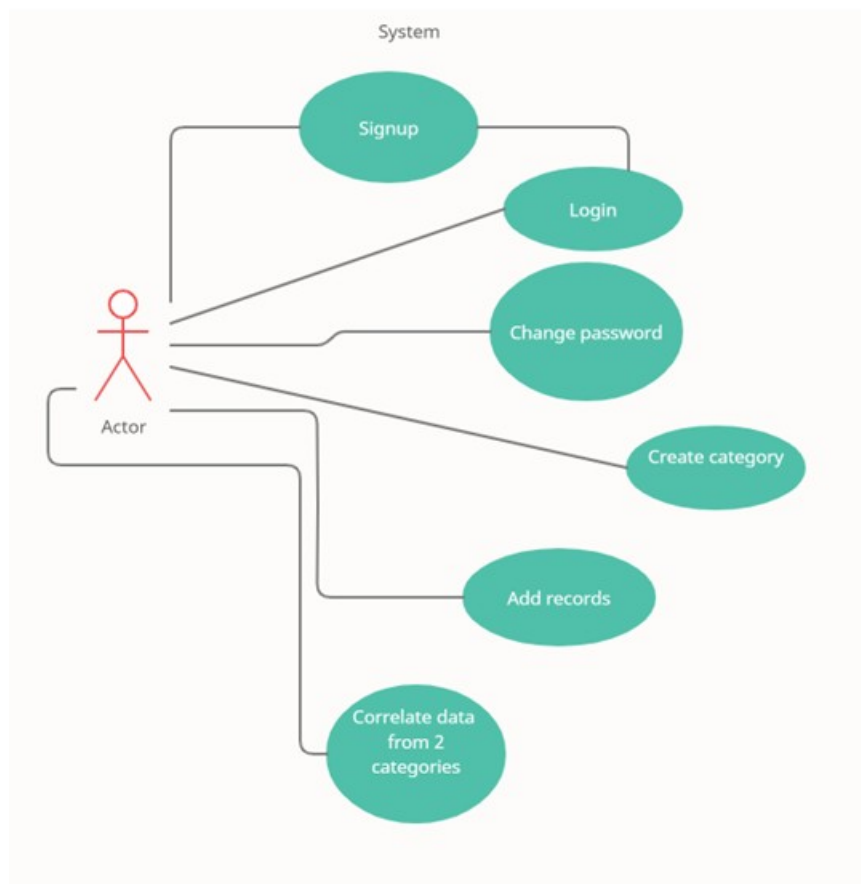 System
Signup
Login
Change password
Actor
Create category
Add records
Correlate data
from 2
categories